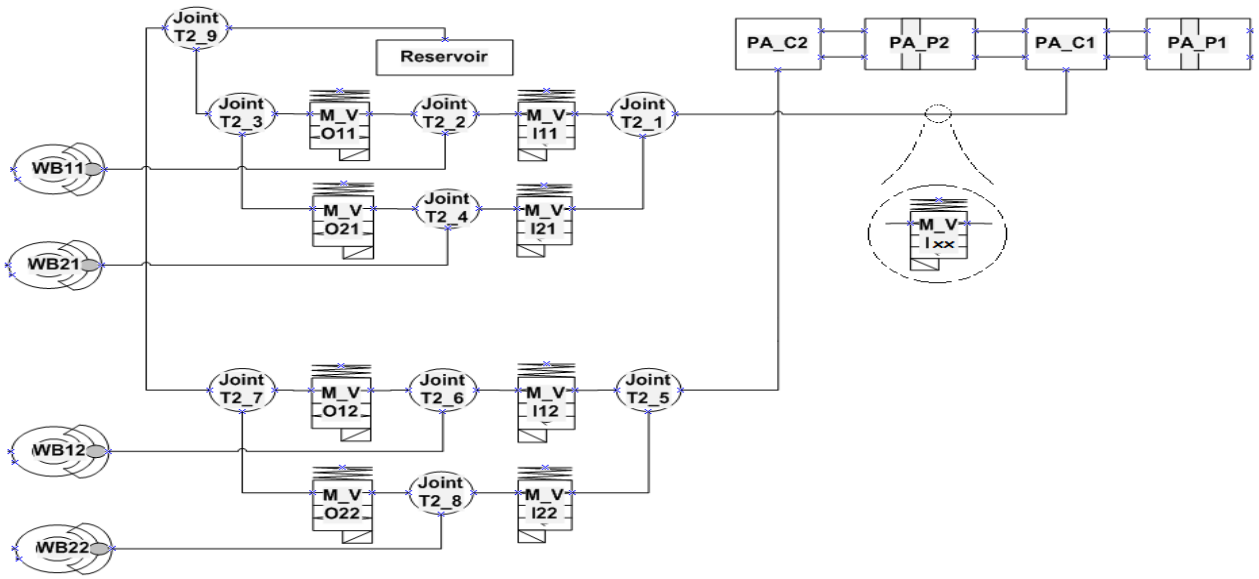 Joint
T2_9
Reservoir
PA_C2
PA_P2
PA_C1
PA_P1
Joint
T2_3
M_V
O11
Joint
T2_2
M_V
I11
Joint
T2_1
WB11
M_V
O21
Joint
T2_4
M_V
I21
M_V
Ixx
WB21
Joint
T2_7
M_V
O12
Joint
T2_6
M_V
I12
Joint
T2_5
WB12
M_V
O22
Joint
T2_8
M_V
I22
WB22